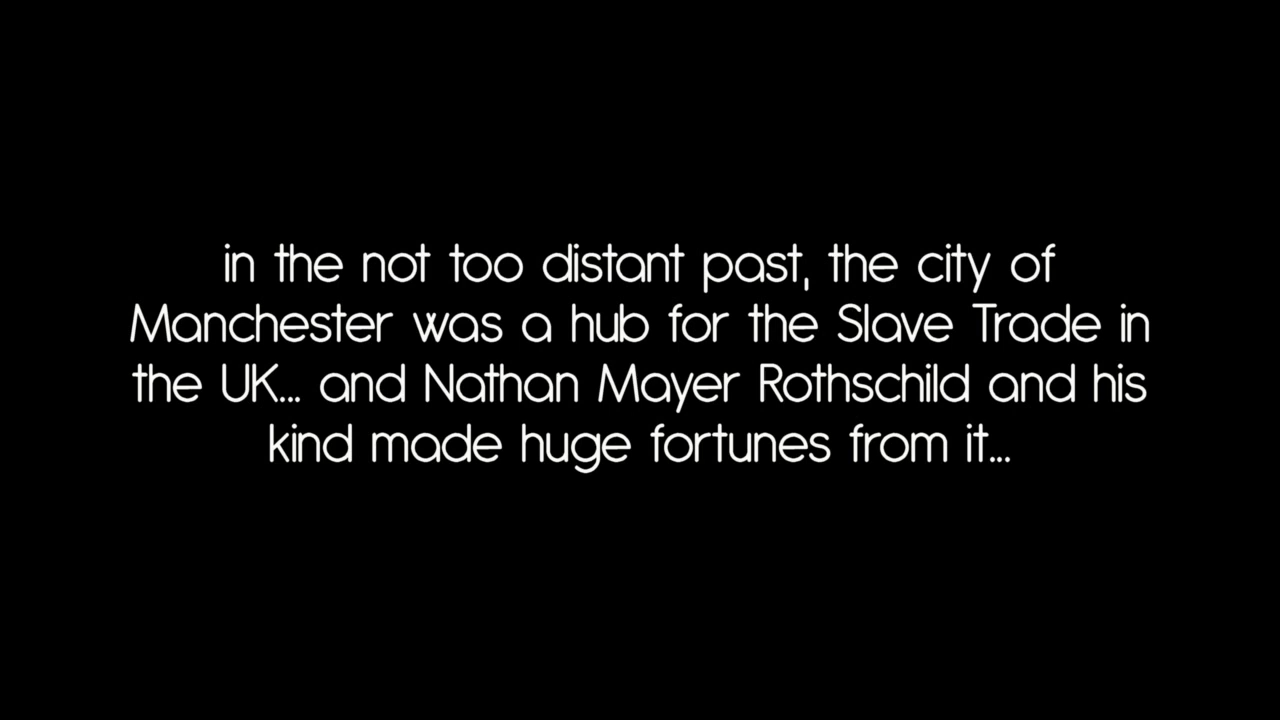 in the not too distant past, the city of
Manchester was a hub for the Slave Trade in
the UK... and Nathan Mayer Rothschild and his
kind made huge fortunes from it...